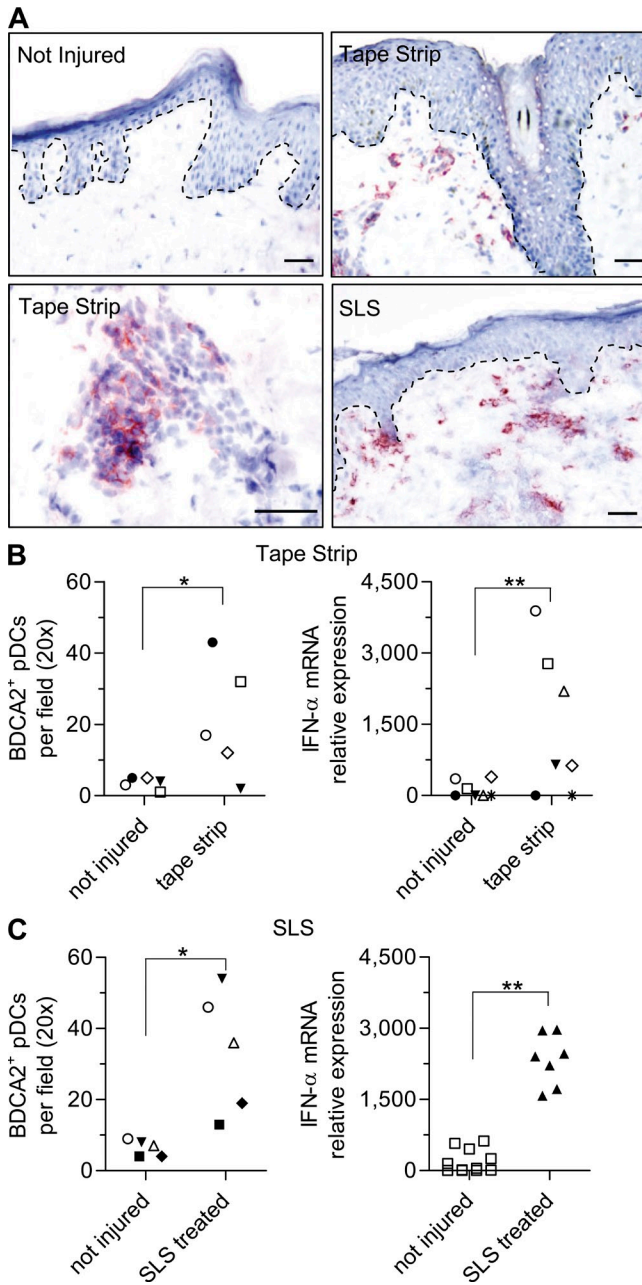 A
Not Injured
Tape Strip
Tape Strip
SLS
B
Tape Strip
BDCA2+ pDCs
per field (20x)
60
40
20
0
*
not injured
tape strip
IFN-α mRNA
relative expression
4,500
3,000
1,500
0
**
not injured
tape strip
C
SLS
BDCA2+ pDCs
per field (20x)
60
40
20
0
*
not injured
SLS treated
IFN-α mRNA
relative expression
4,500
3,000
1,500
0
**
not injured
SLS treated